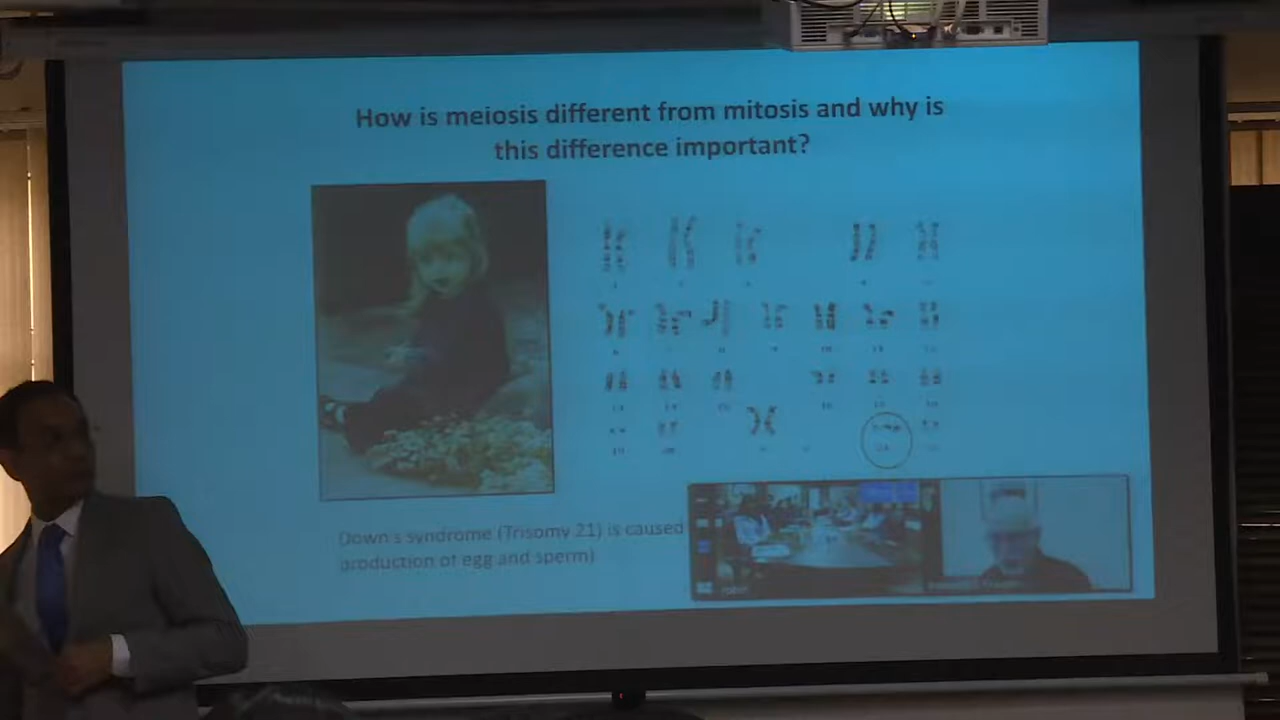 How is meiosis different from mitosis and why is
this difference important?
Down's syndrome (Trisomy 21) is caused
production of egg and sperm)